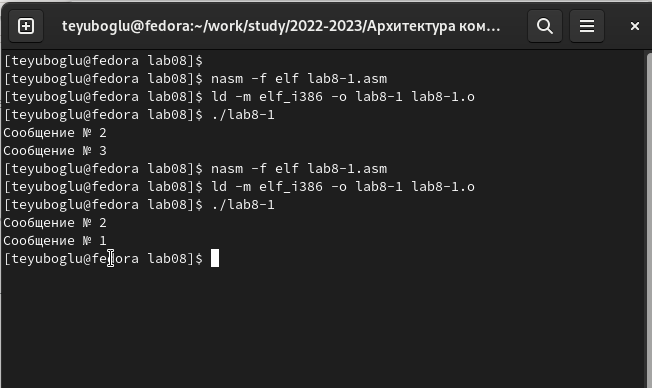 teyuboglu@fedora:~/work/study/2022-2023/Архитектура ком...
[teyuboglu@fedora lab08]$
[teyuboglu@fedora lab08]$ nasm -f elf lab8-1.asm
[teyuboglu@fedora lab08]$ ld -m elf_i386 -o lab8-1 lab8-1.o
[teyuboglu@fedora lab08]$ ./lab8-1
Сообщение № 2
Сообщение № 3
[teyuboglu@fedora lab08]$ nasm -f elf lab8-1.asm
[teyuboglu@fedora lab08]$ ld -m elf_i386 -o lab8-1 lab8-1.o
[teyuboglu@fedora lab08]$ ./lab8-1
Сообщение № 2
Сообщение № 1
[teyuboglu@fedora lab08]$